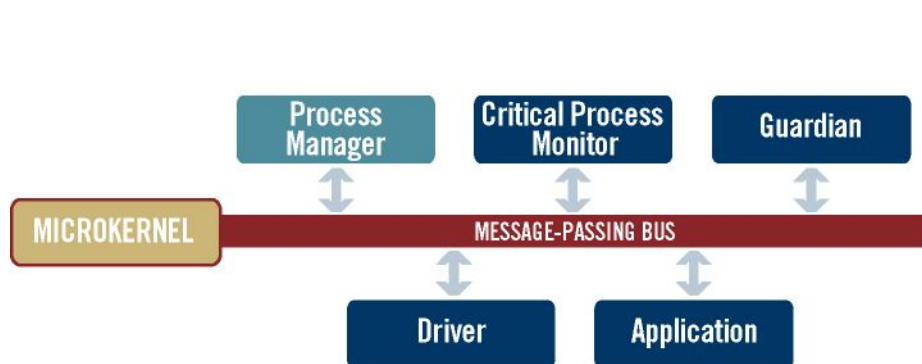 Process
Manager
Critical Process
Monitor
Guardian
MICROKERNEL
MESSAGE-PASSING BUS
Driver
Application